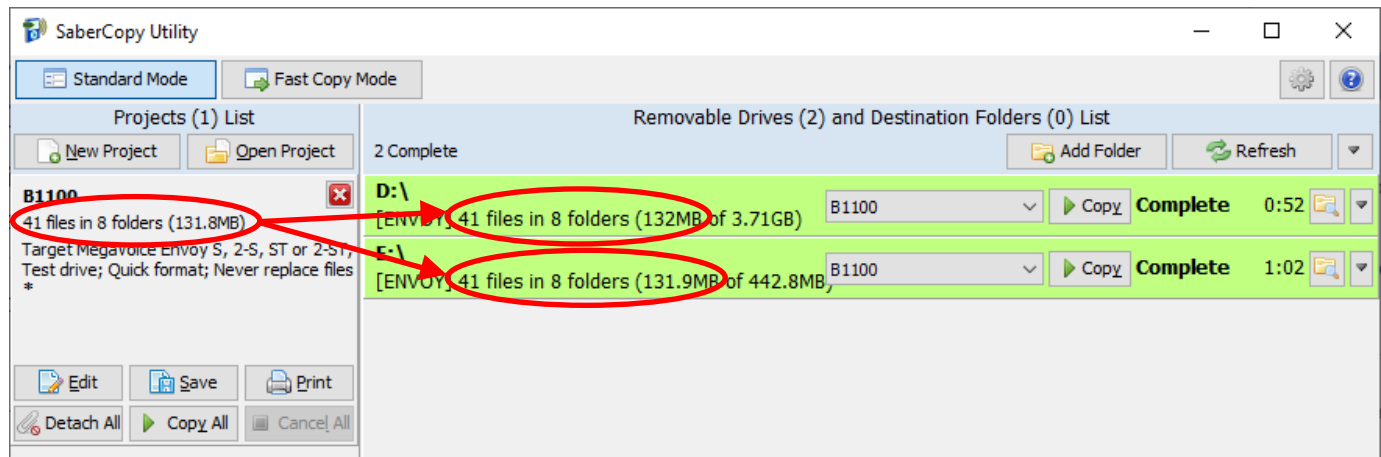 SaberCopy Utility
Standard Mode
Fast Copy Mode
Projects (1) List
Removable Drives (2) and Destination Folders (0) List
New Project
Open Project
2 Complete
Add Folder
Refresh
B1100
41 files in 8 folders (131.8MB)
Target MegaVoice Envoy S, 2-S, ST or 2-ST,
Test drive; Quick format; Never replace files
*
D:\
[ENVOY] 41 files in 8 folders (132MB of 3.71GB)
B1100
Copy
Complete
0:52
E:\
[ENVOY] 41 files in 8 folders (131.9MB of 442.8MB)
B1100
Copy
Complete
1:02
Edit
Save
Print
Detach All
Copy All
Cancel All